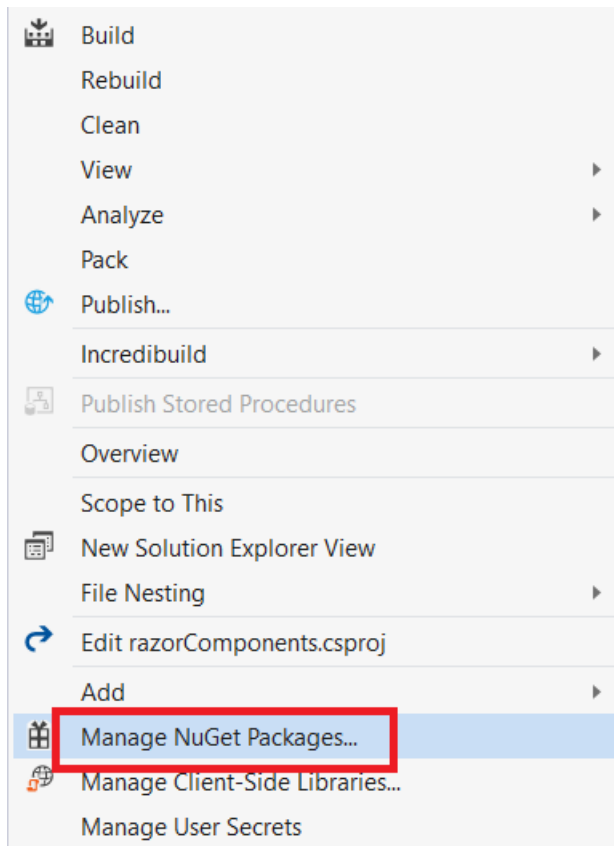 Build
Rebuild
Clean
View
Analyze
Pack
Publish...
Incredibuild
Publish Stored Procedures
Overview
Scope to This
New Solution Explorer View
File Nesting
Edit razorComponents.csproj
Add
Manage NuGet Packages...
Manage Client-Side Libraries...
Manage User Secrets